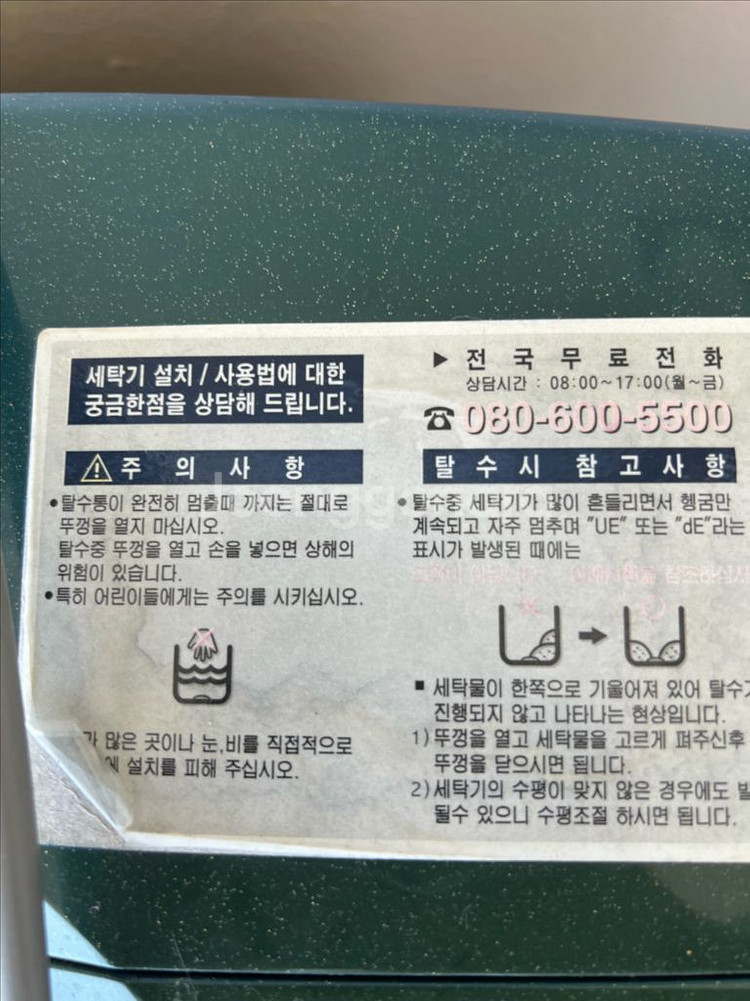 세탁기 설치 / 사용법에 대한
궁금한점을 상담해 드립니다.
▶ 전 국 무 료 전 화
상담시간 : 08:00~17:00(월~금)
☎ 080-600-5500
⚠ 주 의 사 항
• 탈수통이 완전히 멈출때 까지는 절대로
뚜껑을 열지 마십시오.
탈수중 뚜껑을 열고 손을 넣으면 상해의
위험이 있습니다.
• 특히 어린이들에게는 주의를 시키십시오.
많은 곳이나 눈,비를 직접적으로
설치를 피해 주십시오.
탈 수 시 참 고 사 항
• 탈수중 세탁기가 많이 흔들리면서 헹굼만
계속되고 자주 멈추며 "UE" 또는 "dE"라는
표시가 발생된 때에는
■ 세탁물이 한쪽으로 기울어져 있어
진행되지 않고 나타나는 현상입니다.
1) 뚜껑을 열고 세탁물을 고르게 펴주신후
뚜껑을 닫으시면 됩니다.
2) 세탁기의 수평이 맞지 않은 경우에도
될수 있으니 수평조절 하시면 됩니다.